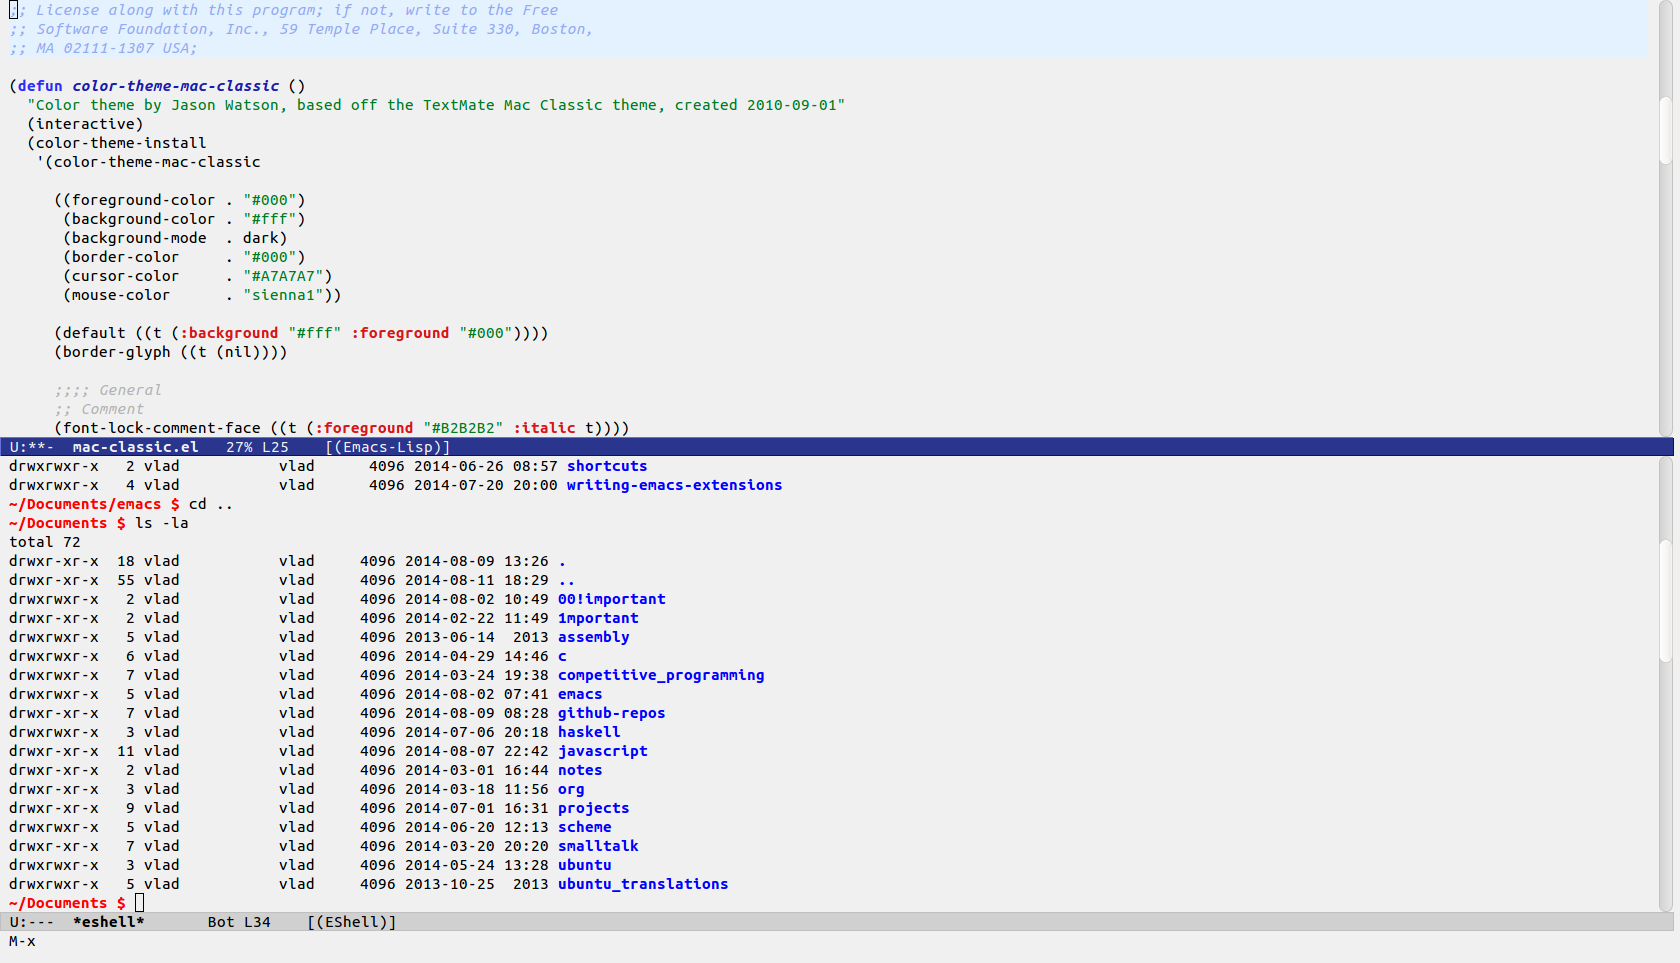 ;; License along with this program; if not, write to the Free
;; Software Foundation, Inc., 59 Temple Place, Suite 330, Boston,
;; MA 02111-1307 USA;

(defun color-theme-mac-classic ()
  "Color theme by Jason Watson, based off the TextMate Mac Classic theme, created 2010-09-01"
  (interactive)
  (color-theme-install
   '(color-theme-mac-classic

     ((foreground-color . "#000")
      (background-color . "#fff")
      (background-mode  . dark)
      (border-color     . "#000")
      (cursor-color     . "#A7A7A7")
      (mouse-color      . "sienna1"))

     (default ((t (:background "#fff" :foreground "#000"))))
     (border-glyph ((t (nil))))

     ;;;; General
     ;; Comment
     (font-lock-comment-face ((t (:foreground "#B2B2B2" :italic t))))
U:**-  mac-classic.el   27% L25    [(Emacs-Lisp)]
drwxrwxr-x   2 vlad           vlad      4096 2014-06-26 08:57 shortcuts
drwxrwxr-x   4 vlad           vlad      4096 2014-07-20 20:00 writing-emacs-extensions
~/Documents/emacs $ cd ..
~/Documents $ ls -la
total 72
drwxr-xr-x  18 vlad           vlad     4096 2014-08-09 13:26 .
drwxr-xr-x  55 vlad           vlad     4096 2014-08-11 18:29 ..
drwxrwxr-x   2 vlad           vlad     4096 2014-08-02 10:49 00!important
drwxrwxr-x   2 vlad           vlad     4096 2014-02-22 11:49 1mportant
drwxrwxr-x   5 vlad           vlad     4096 2013-06-14  2013 assembly
drwxrwxr-x   6 vlad           vlad     4096 2014-04-29 14:46 c
drwxrwxr-x   7 vlad           vlad     4096 2014-03-24 19:38 competitive_programming
drwxrwxr-x   5 vlad           vlad     4096 2014-08-02 07:41 emacs
drwxr-xr-x   7 vlad           vlad     4096 2014-08-09 08:28 github-repos
drwxrwxr-x   3 vlad           vlad     4096 2014-07-06 20:18 haskell
drwxr-xr-x  11 vlad           vlad     4096 2014-08-07 22:42 javascript
drwxr-xr-x   2 vlad           vlad     4096 2014-03-01 16:44 notes
drwxrwxr-x   3 vlad           vlad     4096 2014-03-18 11:56 org
drwxr-xr-x   9 vlad           vlad     4096 2014-07-01 16:31 projects
drwxrwxr-x   5 vlad           vlad     4096 2014-06-20 12:13 scheme
drwxrwxr-x   7 vlad           vlad     4096 2014-03-20 20:20 smalltalk
drwxrwxr-x   3 vlad           vlad     4096 2014-05-24 13:28 ubuntu
drwxrwxr-x   5 vlad           vlad     4096 2013-10-25  2013 ubuntu_translations
~/Documents $
U:---  *eshell*       Bot L34    [(EShell)]
M-x